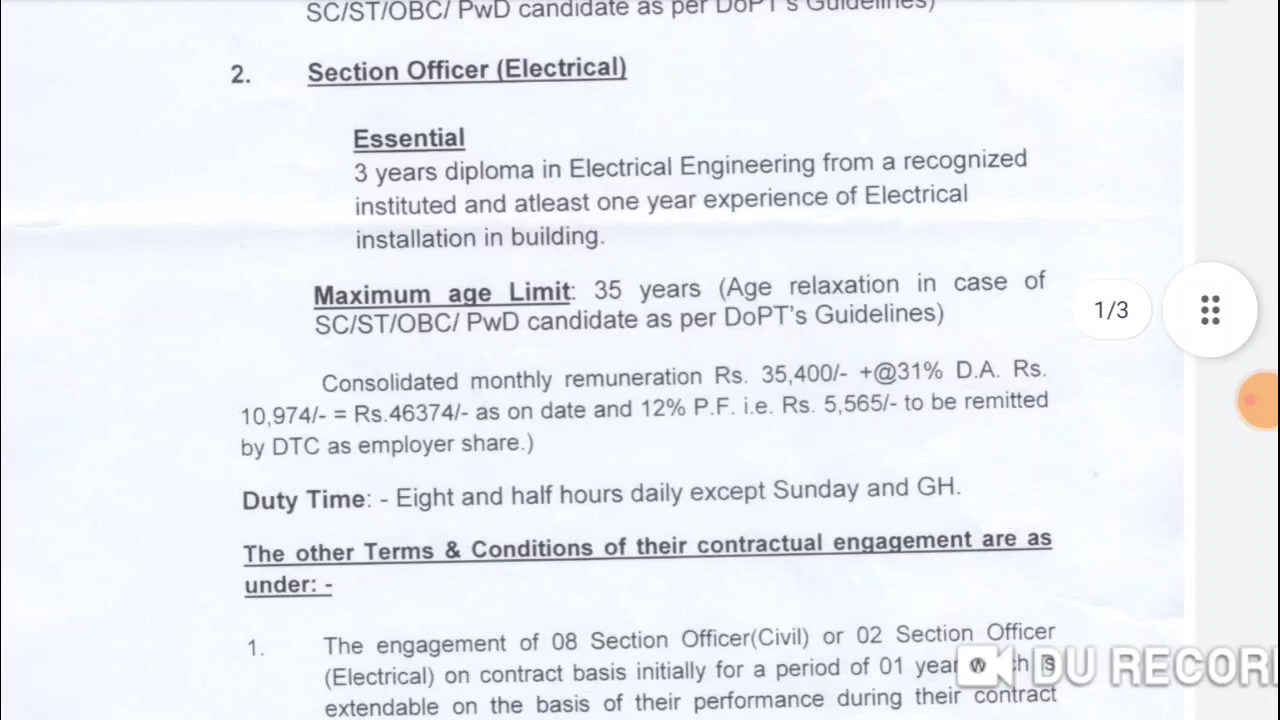 SC/ST/OBC/ PwD candidate as per DoPT's Guidelines)
2. Section Officer (Electrical)
Essential
3 years diploma in Electrical Engineering from a recognized
instituted and atleast one year experience of Electrical
installation in building.
Maximum age Limit: 35 years (Age relaxation in case of
SC/ST/OBC/ PwD candidate as per DoPT's Guidelines)
1/3
Consolidated monthly remuneration Rs. 35,400/- +@31% D.A. Rs.
10,974/- = Rs.46374/- as on date and 12% P.F. i.e. Rs. 5,565/- to be remitted
by DTC as employer share.)
Duty Time: - Eight and half hours daily except Sunday and GH.
The other Terms & Conditions of their contractual engagement are as
under: -
1. The engagement of 08 Section Officer(Civil) or 02 Section Officer
(Electrical) on contract basis initially for a period of 01 year
extendable on the basis of their performance during their contract
DU RECOR